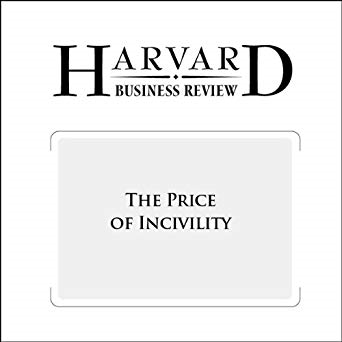 HARVARD
BUSINESS REVIEW
THE PRICE
OF INCIVILITY